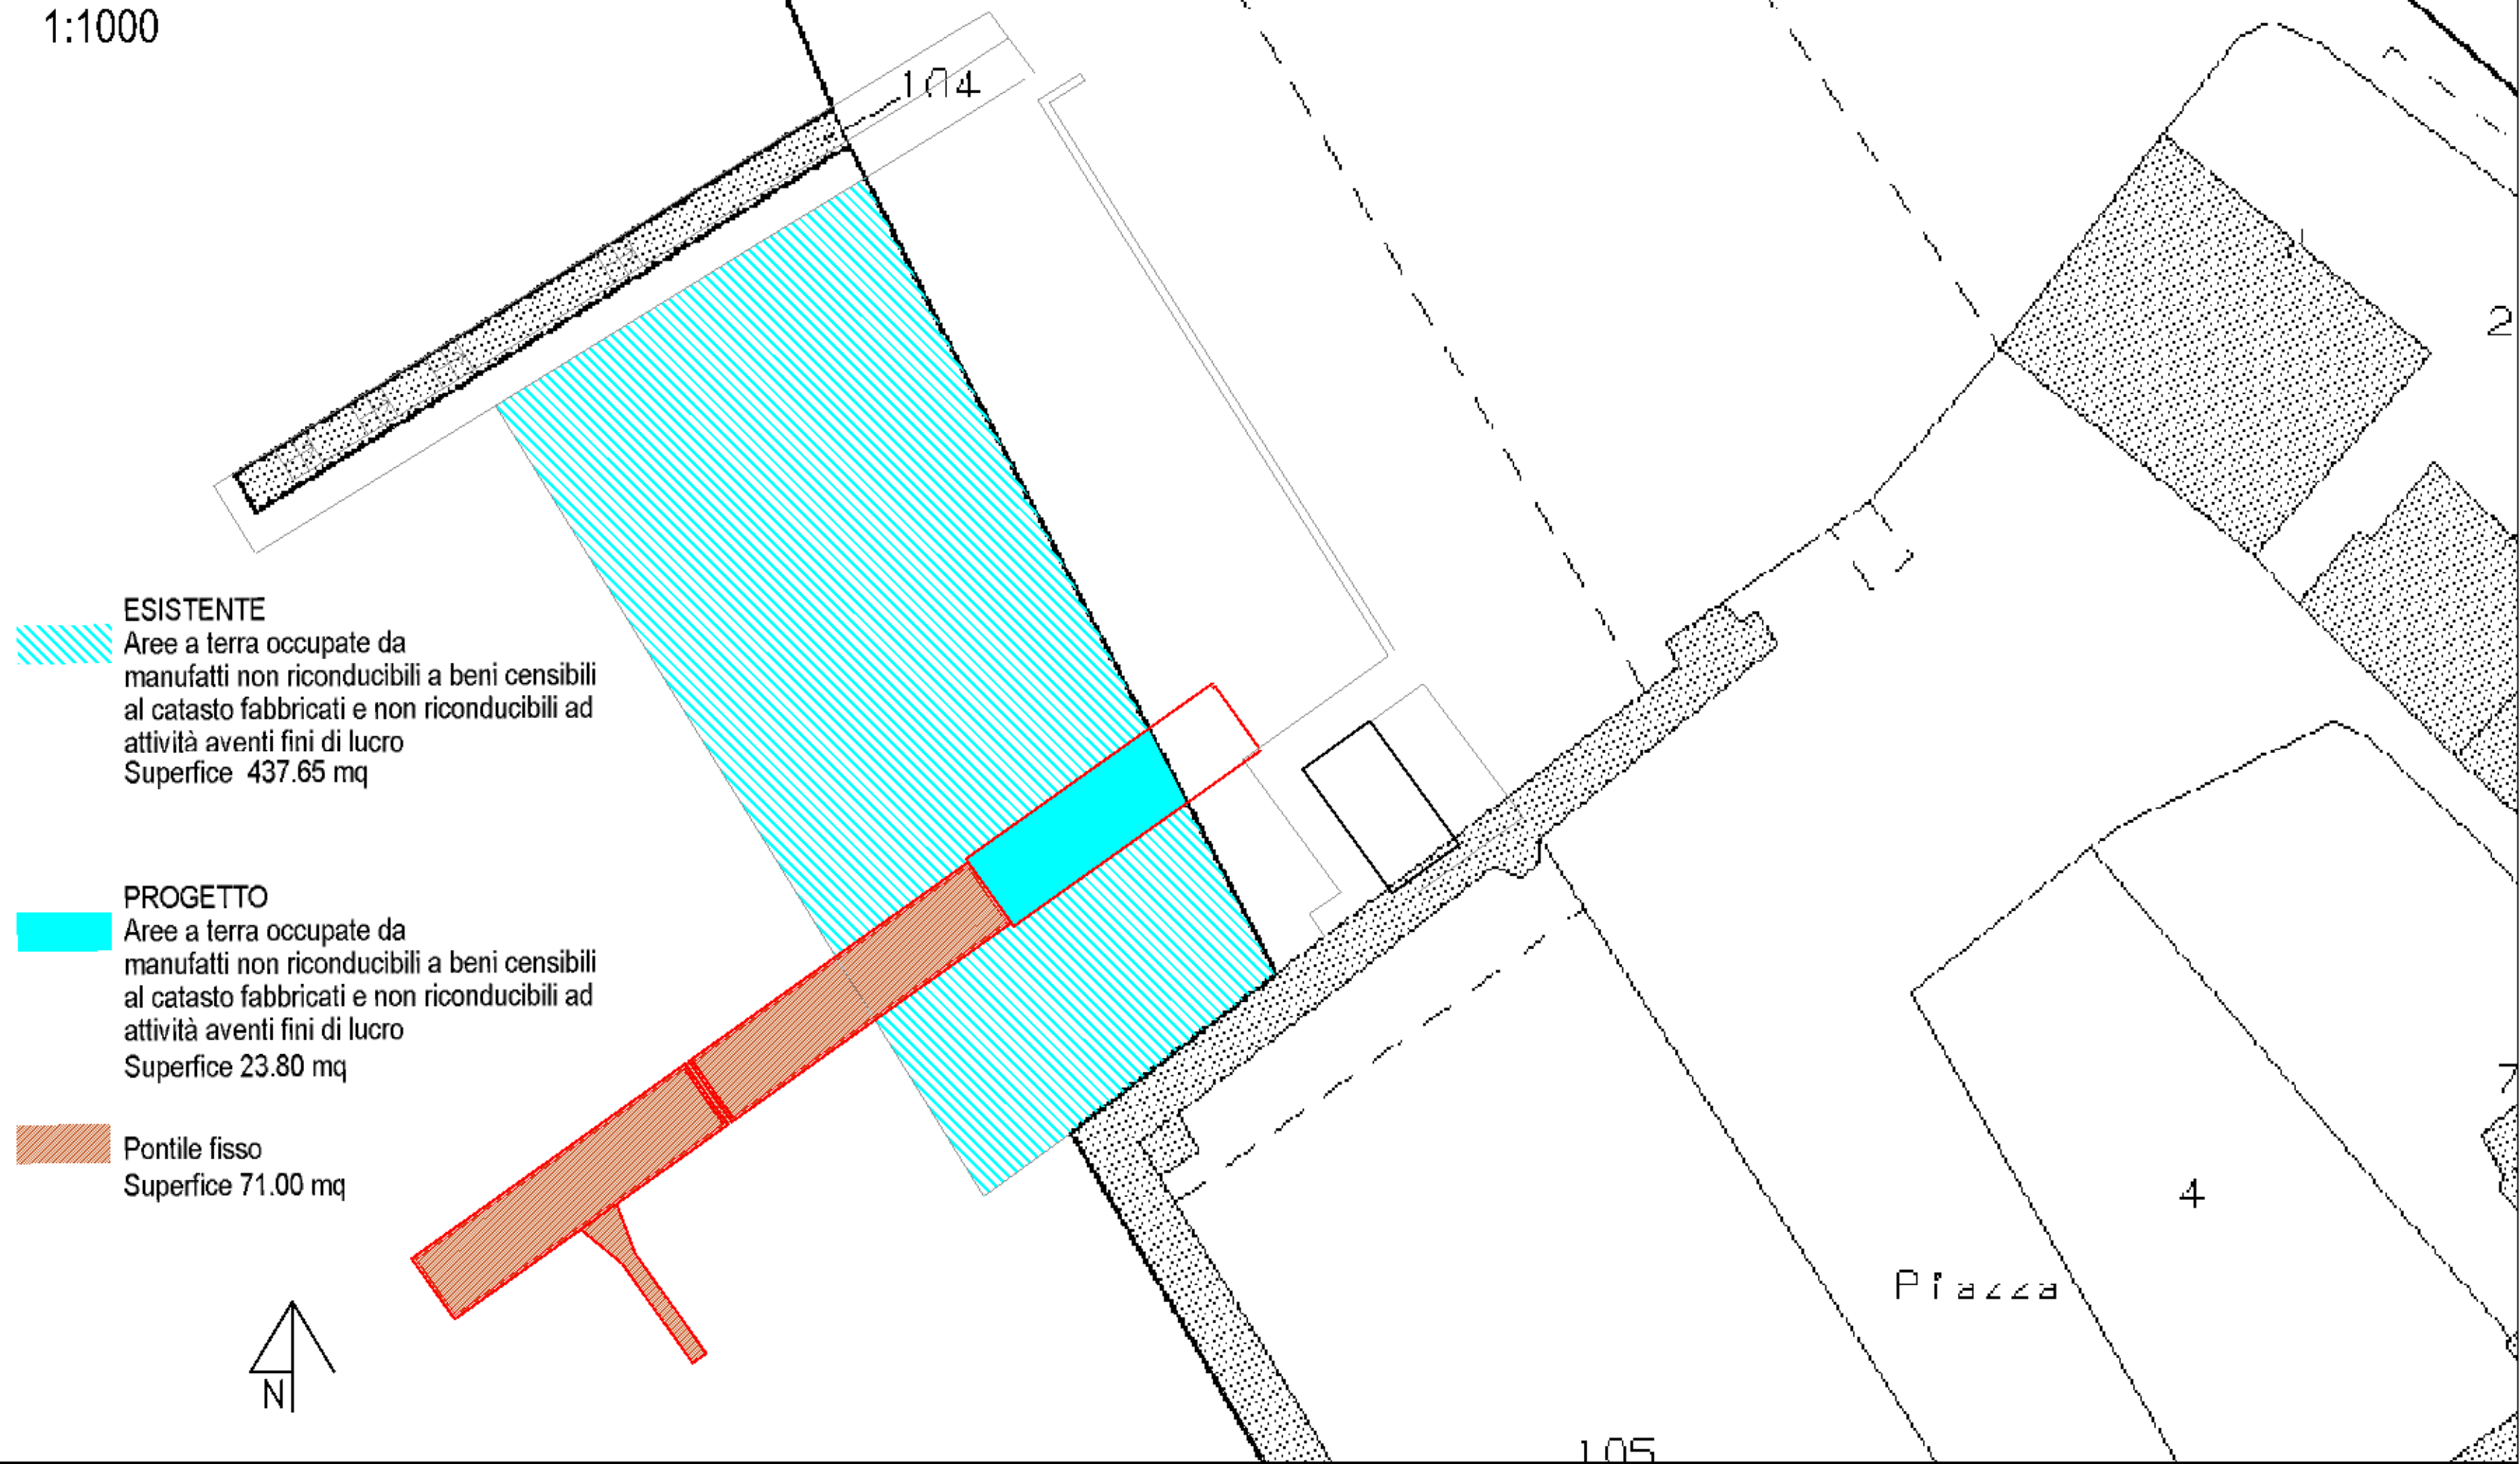 1:1000
104
2
ESISTENTE
Aree a terra occupate da
manufatti non riconducibili a beni censibili
al catasto fabbricati e non riconducibili ad
attività aventi fini di lucro
Superfice 437.65 mq
PROGETTO
Aree a terra occupate da
manufatti non riconducibili a beni censibili
al catasto fabbricati e non riconducibili ad
attività aventi fini di lucro
Superfice 23.80 mq
7
Pontile fisso
Superfice 71.00 mq
4
Piazza
N
105